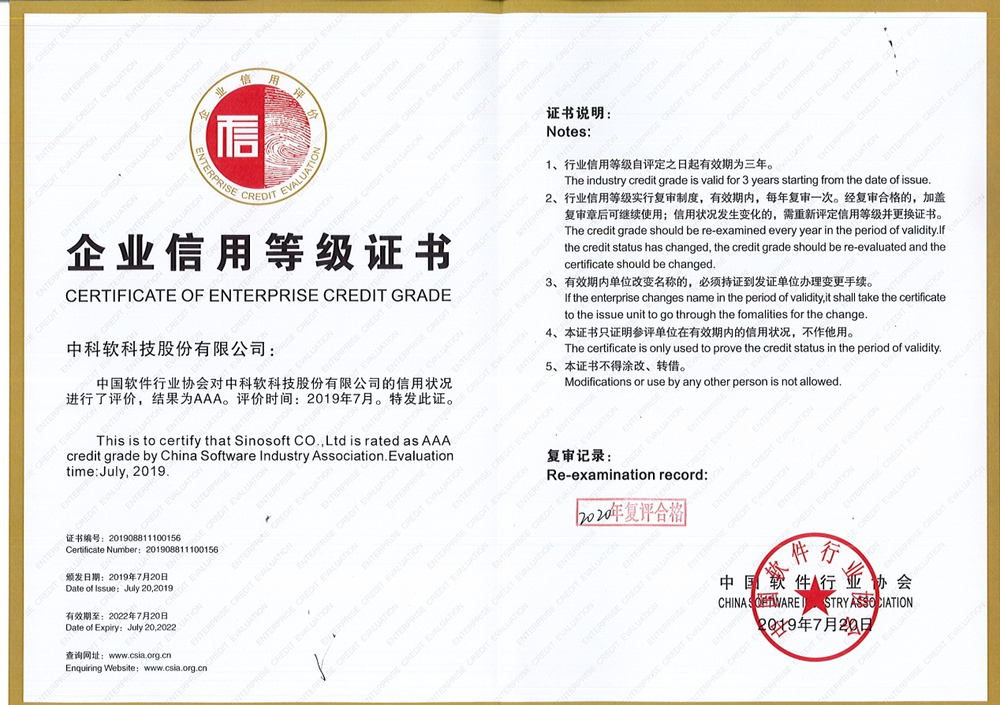 企业信用评价
信
ENTERPRISE CREDIT EVALUATION
企业信用等级证书
CERTIFICATE OF ENTERPRISE CREDIT GRADE
中科软科技股份有限公司：
中国软件行业协会对中科软科技股份有限公司的信用状况
进行了评价，结果为AAA。评价时间：2019年7月。特发此证。
This is to certify that Sinosoft CO.,Ltd is rated as AAA
credit grade by China Software Industry Association.Evaluation
time:July, 2019.
证书编号：201908811100156
Certificate Number：201908811100156
颁发日期：2019年7月20日
Date of Issue：July 20,2019
有效期至：2022年7月20日
Date of Expiry：July 20,2022
查询网址：www.csia.org.cn
Enquiring Website：www.csia.org.cn
证书说明：
Notes:
1、行业信用等级自评定之日起有效期为三年。
The industry credit grade is valid for 3 years starting from the date of issue.
2、行业信用等级实行复审制度，有效期内，每年复审一次。经复审合格的，加盖
复审章后可继续使用；信用状况发生变化的，需重新评定信用等级并更换证书。
The credit grade should be re-examined every year in the period of validity.If
the credit status has changed, the credit grade should be re-evaluated and the
certificate should be changed.
3、有效期内单位改变名称的，必须持证到发证单位办理变更手续。
If the enterprise changes name in the period of validity,it shall take the certificate
to the issue unit to go through the fomalities for the change.
4、本证书只证明参评单位在有效期内的信用状况，不作他用。
The certificate is only used to prove the credit status in the period of validity.
5、本证书不得涂改、转借。
Modifications or use by any other person is not allowed.
复审记录：
Re-examination record:
2020年复评合格
中国软件行业协会
CHINA SOFTWARE INDUSTRY ASSOCIATION
2019年7月20日
中国软件行业协会